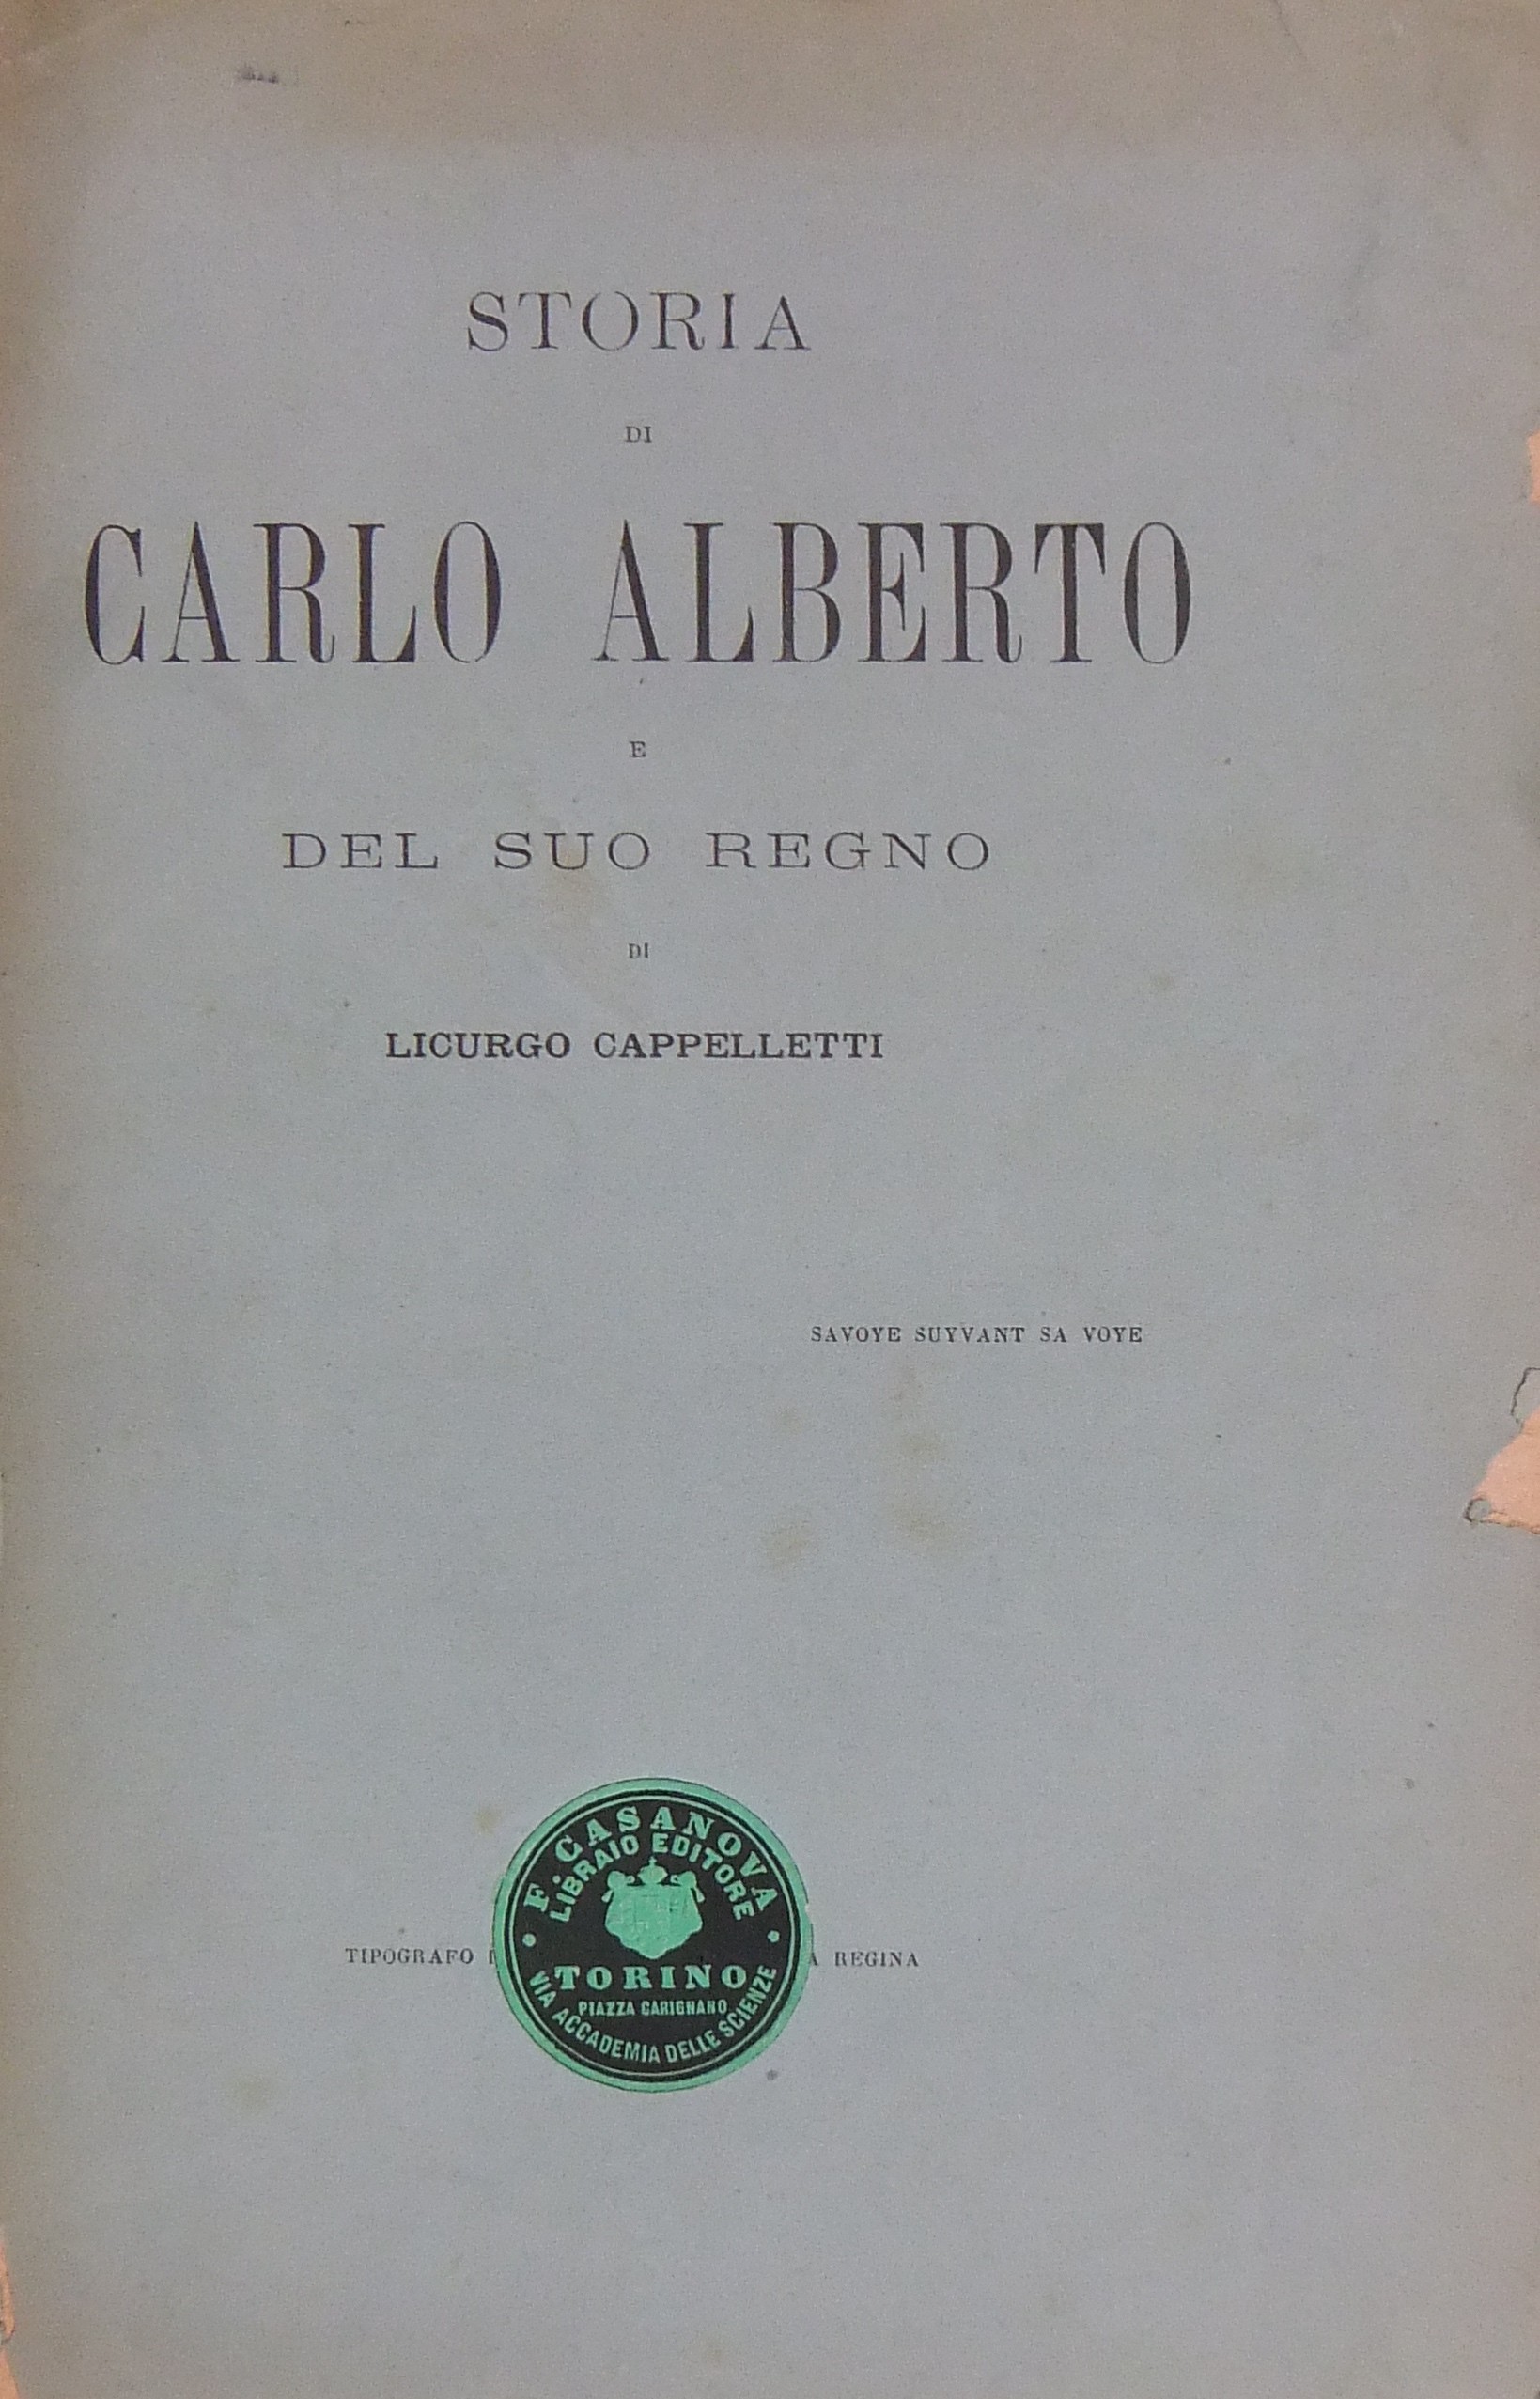 STORIA
DI
CARLO ALBERTO
E
DEL SUO REGNO
DI
LICURGO CAPPELLETTI
SAVOYE SUYVANT SA VOYE
F. CASANOVA
LIBRAIO EDITORE
TIPOGRAFO REGINA
TORINO
PIAZZA CARIGNANO
VIA ACCADEMIA DELLE SCIENZE